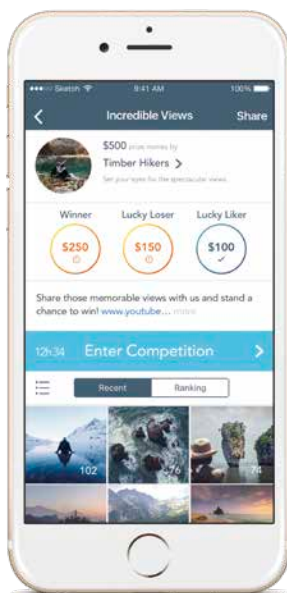 Sketch 9:41 AM 100%
Incredible Views Share
$500 prize money by
Timber Hikers
Set your eyes for the spectacular views.
Winner Lucky Loser Lucky Liker
$250 $150 $100
Share those memorable views with us and stand a
chance to win! www.youtube... more
12h34 Enter Competition
Recent Ranking
102 76 74